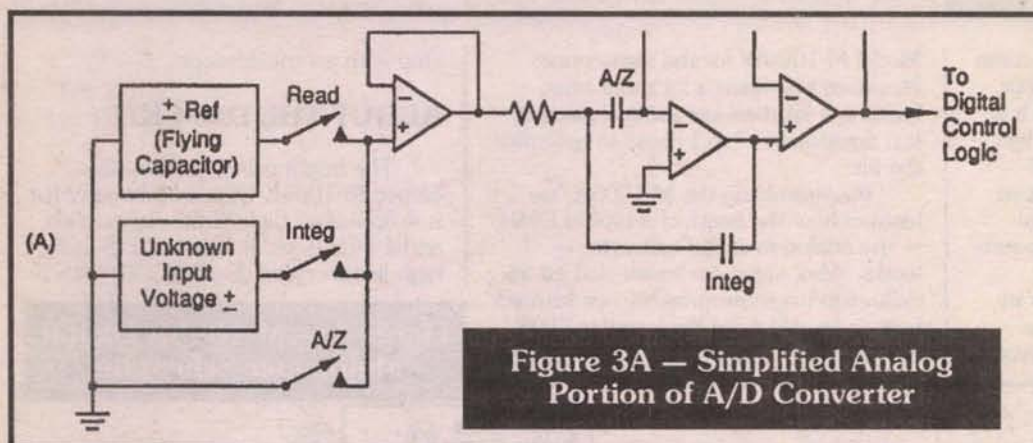 (A)
± Ref
(Flying
Capacitor)
Read
Unknown
Input
Voltage ±
Integ
A/Z
-
+
A/Z
-
+
Integ
-
+
To
Digital
Control
Logic
Figure 3A — Simplified Analog
Portion of A/D Converter